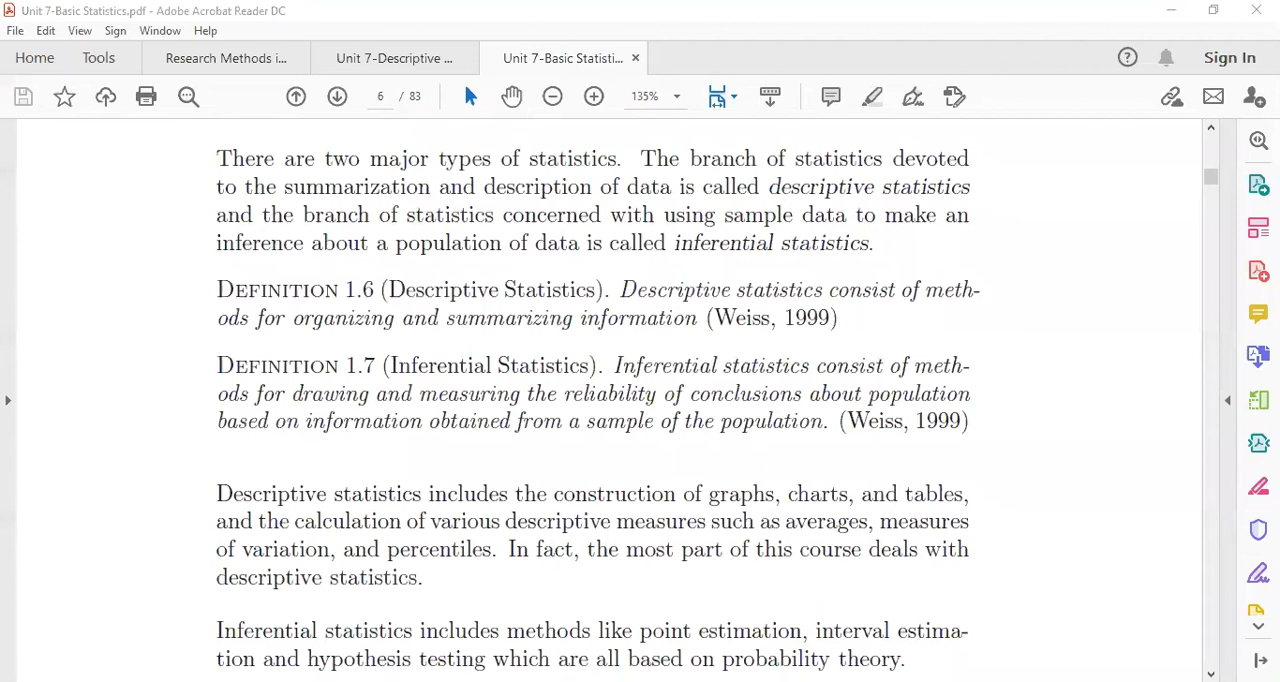 Unit 7-Basic Statistics.pdf - Adobe Acrobat Reader DC
File Edit View Sign Window Help
Home Tools Research Methods i... Unit 7-Descriptive ... Unit 7-Basic Statisti... × Sign In
6 / 83 135%
There are two major types of statistics. The branch of statistics devoted
to the summarization and description of data is called descriptive statistics
and the branch of statistics concerned with using sample data to make an
inference about a population of data is called inferential statistics.
DEFINITION 1.6 (Descriptive Statistics). Descriptive statistics consist of meth-
ods for organizing and summarizing information (Weiss, 1999)
DEFINITION 1.7 (Inferential Statistics). Inferential statistics consist of meth-
ods for drawing and measuring the reliability of conclusions about population
based on information obtained from a sample of the population. (Weiss, 1999)
Descriptive statistics includes the construction of graphs, charts, and tables,
and the calculation of various descriptive measures such as averages, measures
of variation, and percentiles. In fact, the most part of this course deals with
descriptive statistics.
Inferential statistics includes methods like point estimation, interval estima-
tion and hypothesis testing which are all based on probability theory.